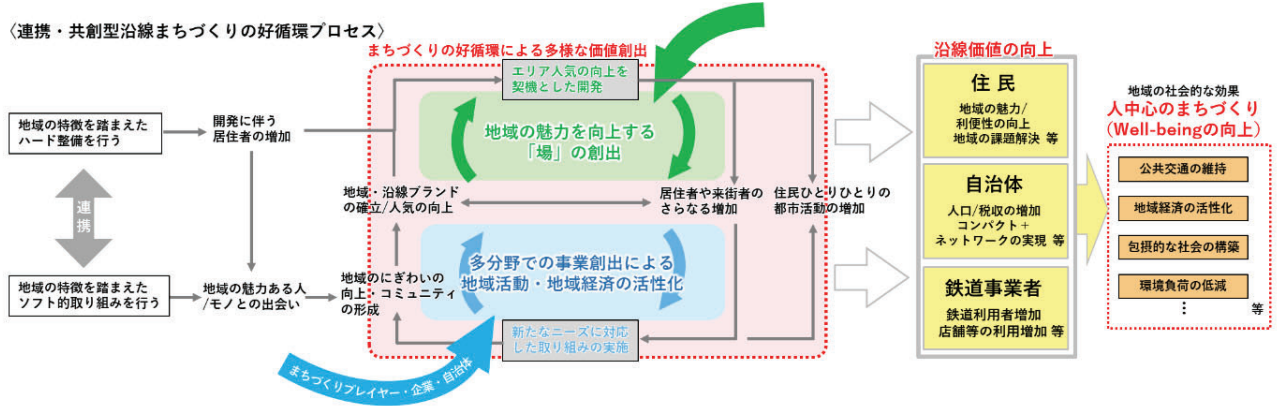 〈連携・共創型沿線まちづくりの好循環プロセス〉
地域の特徴を踏まえた
ハード整備を行う
連携
地域の特徴を踏まえた
ソフト的取り組みを行う
開発に伴う
居住者の増加
地域の魅力ある人
/モノとの出会い
まちづくりの好循環による多様な価値創出
エリア人気の向上を
契機とした開発
地域の魅力を向上する
「場」の創出
地域・沿線ブランド
の確立/人気の向上
居住者や来街者の
さらなる増加
住民ひとりひとりの
都市活動の増加
地域のにぎわいの
向上・コミュニティ
の形成
多分野での事業創出による
地域活動・地域経済の活性化
新たなニーズに対応
した取り組みの実施
まちづくりプレイヤー・企業・自治体
沿線価値の向上
住 民
地域の魅力/
利便性の向上
地域の課題解決 等
自治体
人口/税収の増加
コンパクト＋
ネットワークの実現 等
鉄道事業者
鉄道利用者増加
店舗等の利用増加 等
地域の社会的な効果
人中心のまちづくり
(Well-beingの向上)
公共交通の維持
地域経済の活性化
包摂的な社会の構築
環境負荷の低減
⋮ 等